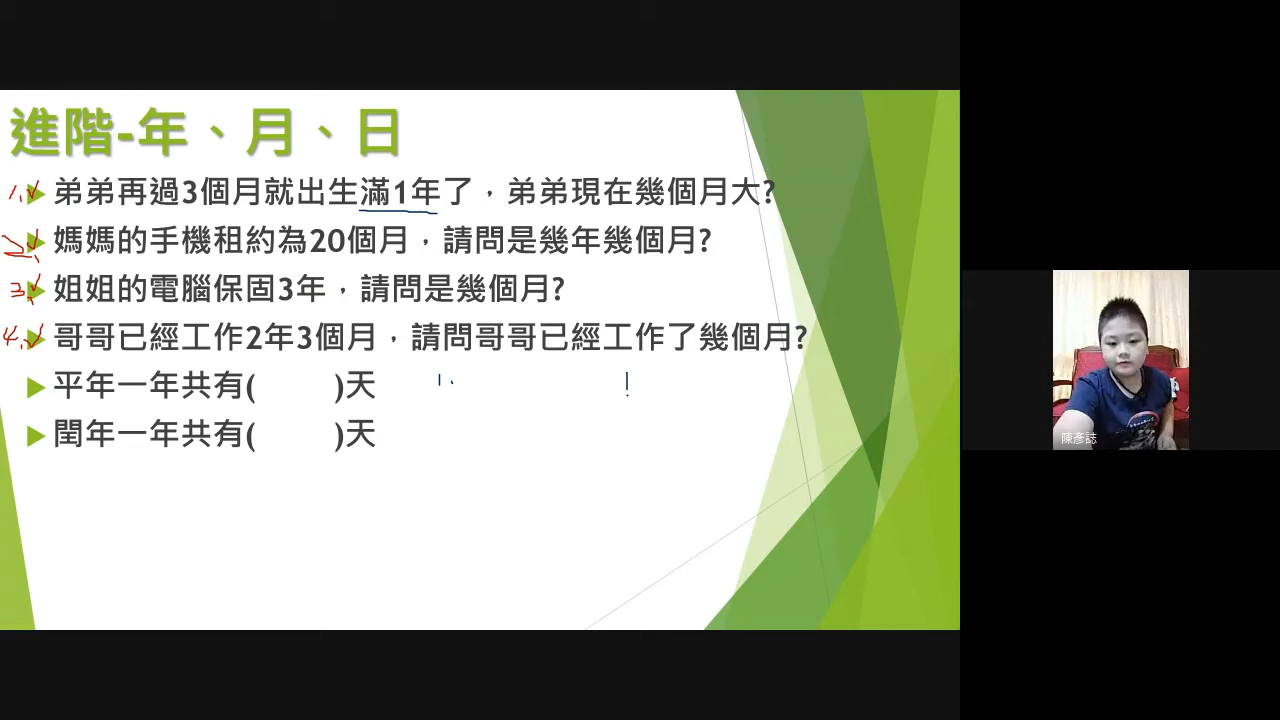 進階-年、月、日
1. 弟弟再過3個月就出生滿1年了，弟弟現在幾個月大?
2. 媽媽的手機租約為20個月，請問是幾年幾個月?
3. 姐姐的電腦保固3年，請問是幾個月?
4. 哥哥已經工作2年3個月，請問哥哥已經工作了幾個月?
平年一年共有( )天
閏年一年共有( )天
陳彥誌